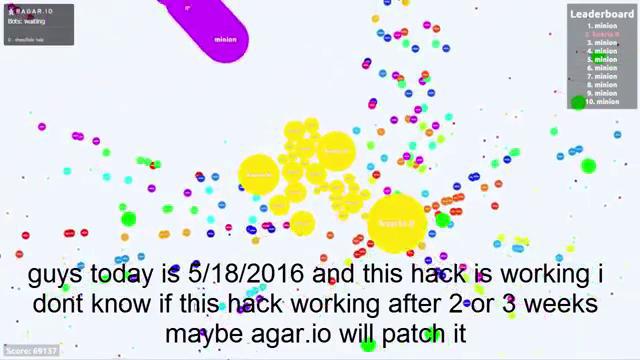 RAGAR.IO
Bots: waiting
Leaderboard
1. minion
3. minion
4. minion
5. minion
6. minion
7. minion
8. minion
9. minion
10. minion
minion
guys today is 5/18/2016 and this hack is working i
dont know if this hack working after 2 or 3 weeks
maybe agar.io will patch it
Score: 69137